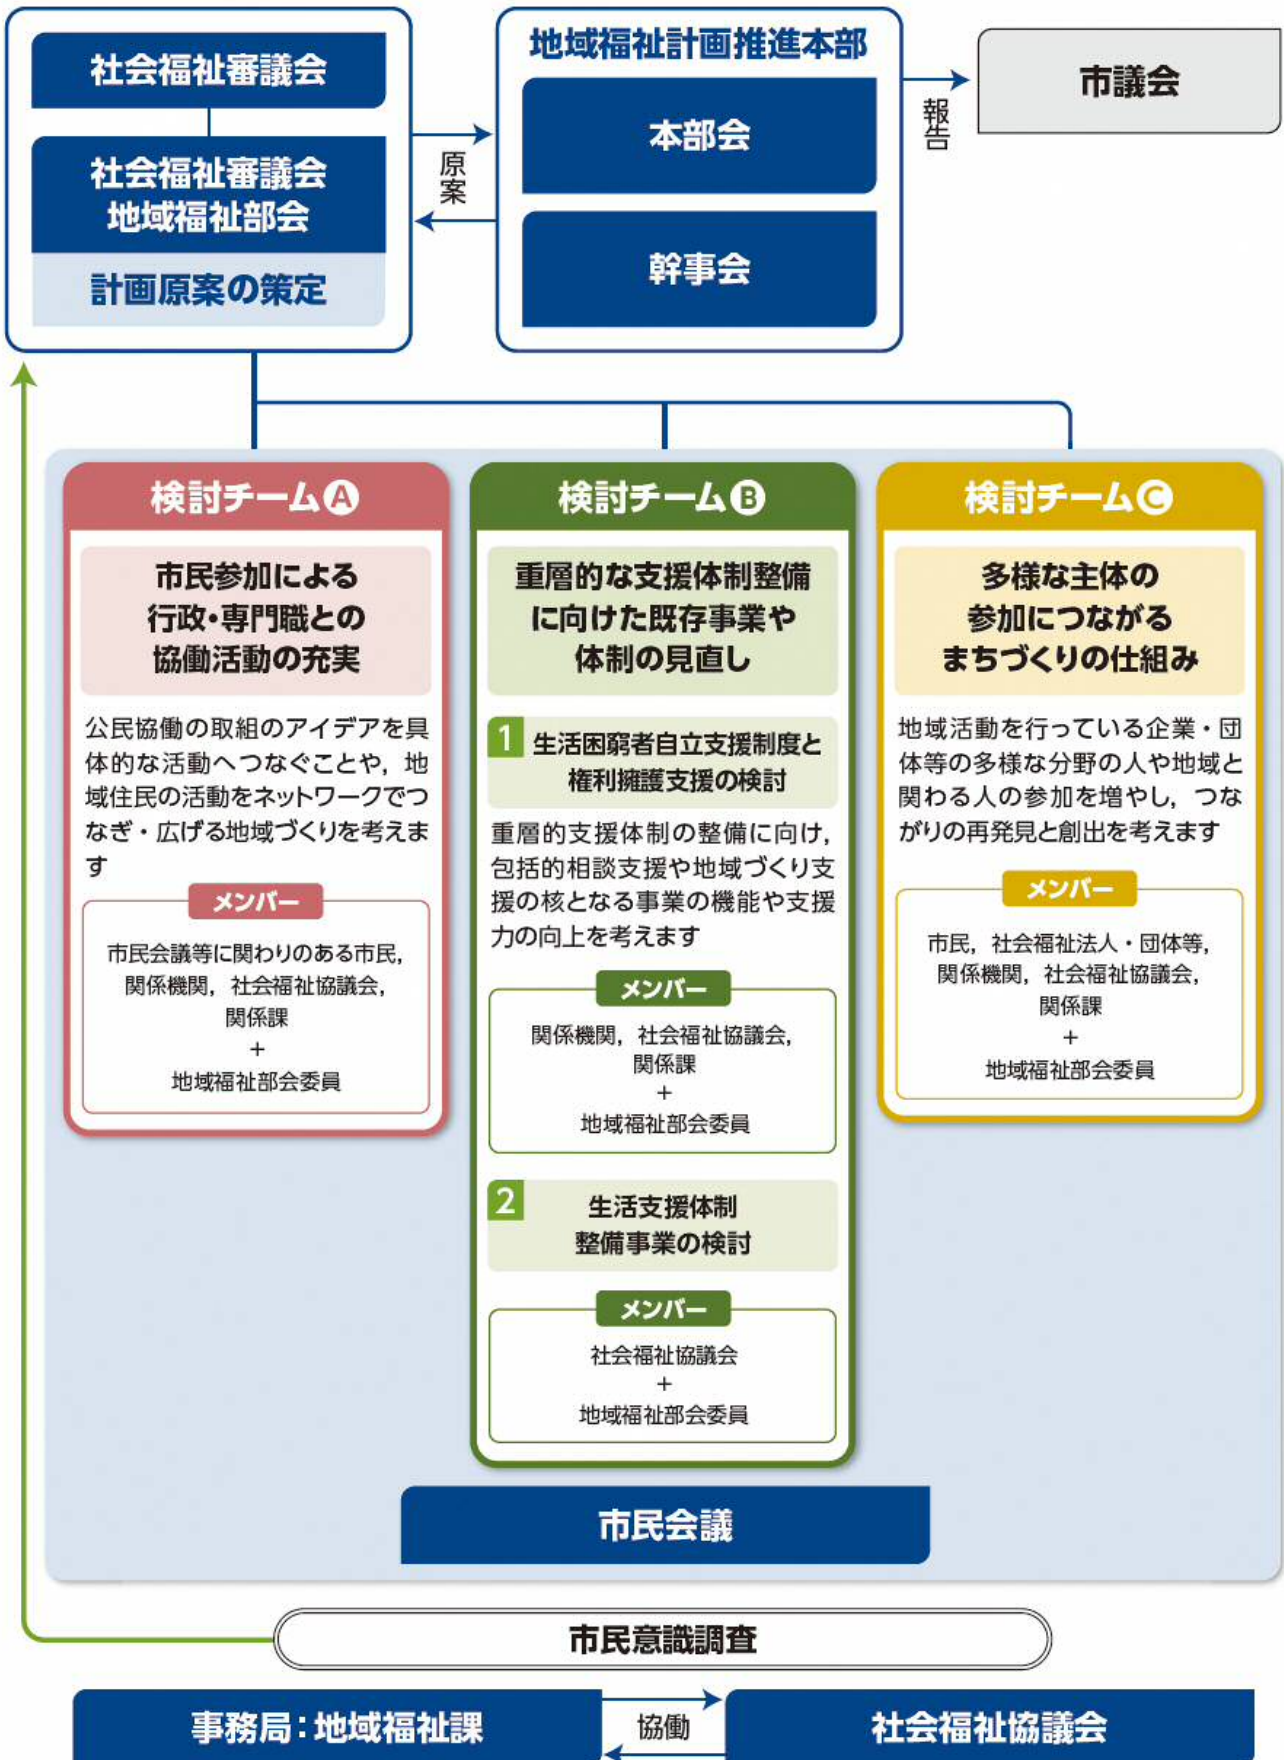 社会福祉審議会
社会福祉審議会
地域福祉部会
計画原案の策定
原案
地域福祉計画推進本部
本部会
幹事会
報告
市議会
検討チームA
市民参加による
行政・専門職との
協働活動の充実
公民協働の取組のアイデアを具
体的な活動へつなぐことや，地
域住民の活動をネットワークでつ
なぎ・広げる地域づくりを考えま
す
メンバー
市民会議等に関わりのある市民，
関係機関，社会福祉協議会，
関係課
+
地域福祉部会委員
検討チームB
重層的な支援体制整備
に向けた既存事業や
体制の見直し
1 生活困窮者自立支援制度と
権利擁護支援の検討
重層的支援体制の整備に向け，
包括的相談支援や地域づくり支
援の核となる事業の機能や支援
力の向上を考えます
メンバー
関係機関，社会福祉協議会，
関係課
+
地域福祉部会委員
2 生活支援体制
整備事業の検討
メンバー
社会福祉協議会
+
地域福祉部会委員
検討チームC
多様な主体の
参加につながる
まちづくりの仕組み
地域活動を行っている企業・団
体等の多様な分野の人や地域と
関わる人の参加を増やし，つな
がりの再発見と創出を考えます
メンバー
市民，社会福祉法人・団体等，
関係機関，社会福祉協議会，
関係課
+
地域福祉部会委員
市民会議
市民意識調査
事務局：地域福祉課
協働
社会福祉協議会